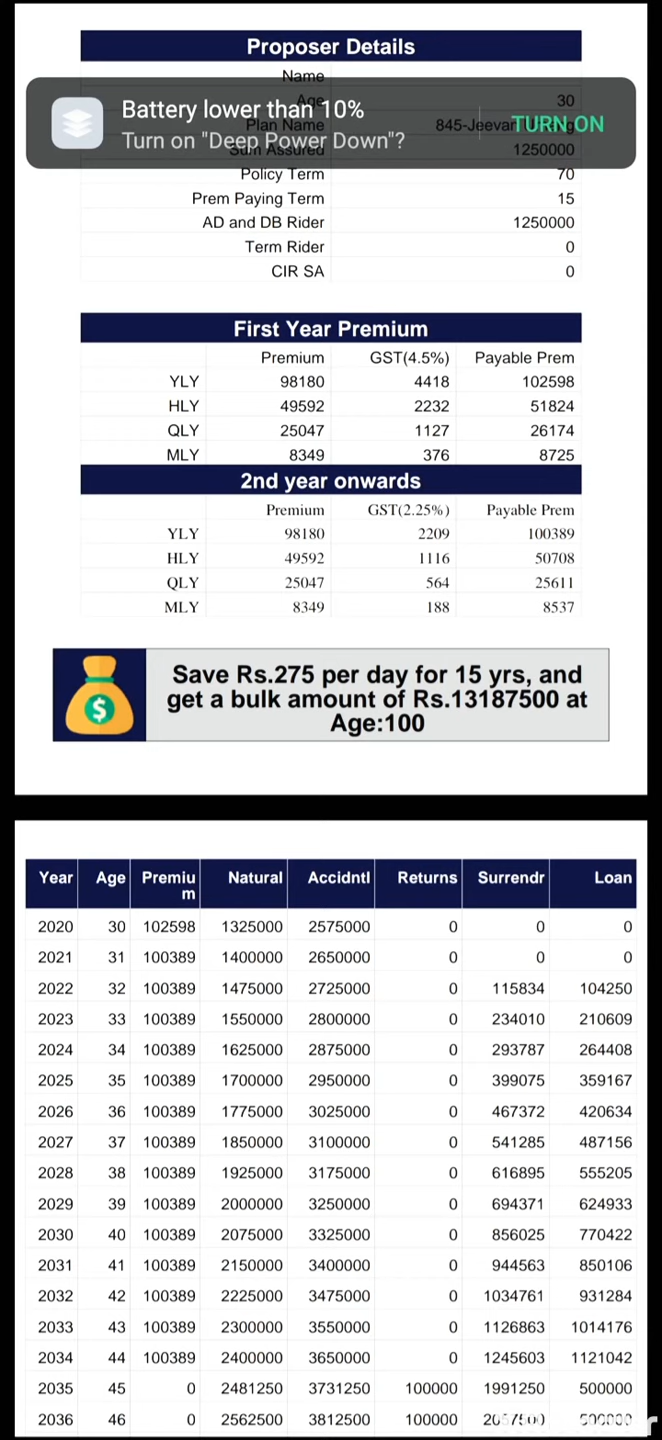 Proposer Details
Name
Age 30
Battery lower than 10%
Plan Name 845-Jeevan
TURN ON
Turn on "Deep Power Down"?
Sum Assured 1250000
Policy Term 70
Prem Paying Term 15
AD and DB Rider 1250000
Term Rider 0
CIR SA 0
First Year Premium
Premium GST(4.5%) Payable Prem
YLY 98180 4418 102598
HLY 49592 2232 51824
QLY 25047 1127 26174
MLY 8349 376 8725
2nd year onwards
Premium GST(2.25%) Payable Prem
YLY 98180 2209 100389
HLY 49592 1116 50708
QLY 25047 564 25611
MLY 8349 188 8537
$
Save Rs.275 per day for 15 yrs, and
get a bulk amount of Rs.13187500 at
Age:100
Year Age Premiu Natural Accidntl Returns Surrendr Loan
m
2020 30 102598 1325000 2575000 0 0 0
2021 31 100389 1400000 2650000 0 0 0
2022 32 100389 1475000 2725000 0 115834 104250
2023 33 100389 1550000 2800000 0 234010 210609
2024 34 100389 1625000 2875000 0 293787 264408
2025 35 100389 1700000 2950000 0 399075 359167
2026 36 100389 1775000 3025000 0 467372 420634
2027 37 100389 1850000 3100000 0 541285 487156
2028 38 100389 1925000 3175000 0 616895 555205
2029 39 100389 2000000 3250000 0 694371 624933
2030 40 100389 2075000 3325000 0 856025 770422
2031 41 100389 2150000 3400000 0 944563 850106
2032 42 100389 2225000 3475000 0 1034761 931284
2033 43 100389 2300000 3550000 0 1126863 1014176
2034 44 100389 2400000 3650000 0 1245603 1121042
2035 45 0 2481250 3731250 100000 1991250 500000
2036 46 0 2562500 3812500 100000